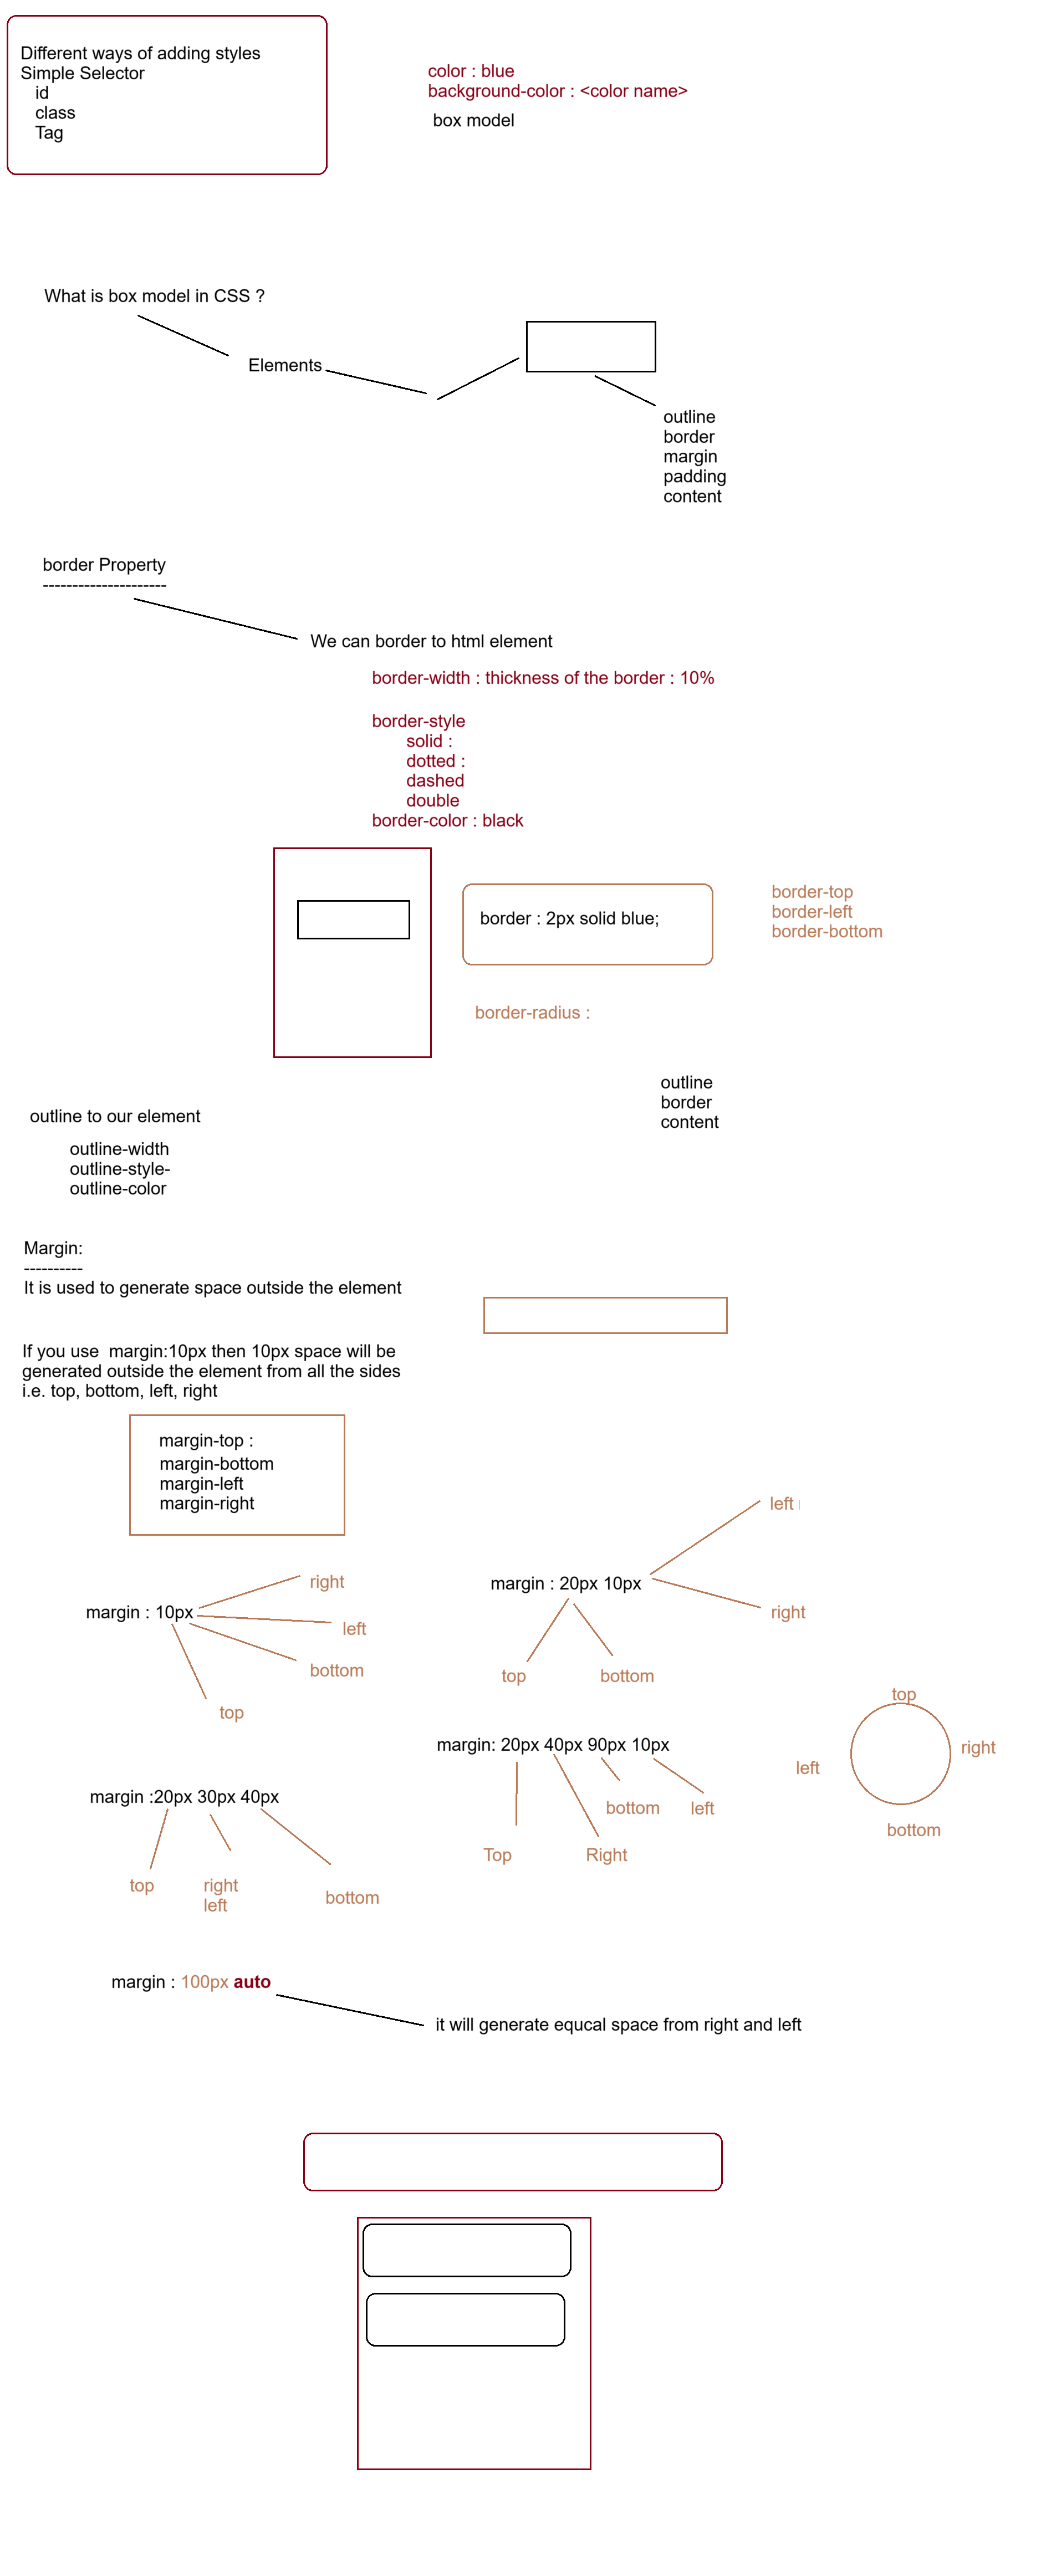 Different ways of adding styles
Simple Selector
id
class
Tag
color : blue
background-color : <color name>
box model
What is box model in CSS ?
Elements
outline
border
margin
padding
content
border Property
---------------------
We can border to html element
border-width : thickness of the border : 10%
border-style
solid :
dotted :
dashed
double
border-color : black
border : 2px solid blue;
border-top
border-left
border-bottom
border-radius :
outline
border
content
outline to our element
outline-width
outline-style-
outline-color
Margin:
----------
It is used to generate space outside the element
If you use  margin:10px then 10px space will be
generated outside the element from all the sides
i.e. top, bottom, left, right
margin-top :
margin-bottom
margin-left
margin-right
margin : 10px
right
left
bottom
top
margin : 20px 10px
left
right
top
bottom
margin: 20px 40px 90px 10px
Top
Right
bottom
left
top
right
left
bottom
margin :20px 30px 40px
top
right
left
bottom
margin : 100px auto
it will generate equcal space from right and left